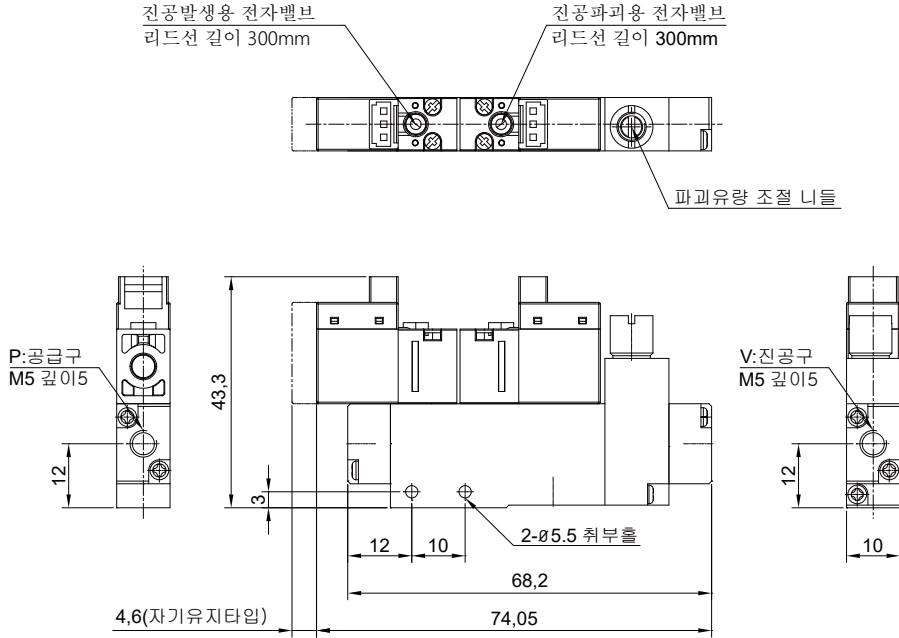 진공발생용 전자밸브
리드선 길이 300mm
진공파괴용 전자밸브
리드선 길이 300mm
파괴유량 조절 니들
P:공급구
M5 깊이5
12
43,3
3
12
10
2-ø5.5 취부홀
68,2
4,6(자기유지타입)
74,05
V:진공구
M5 깊이5
12
10